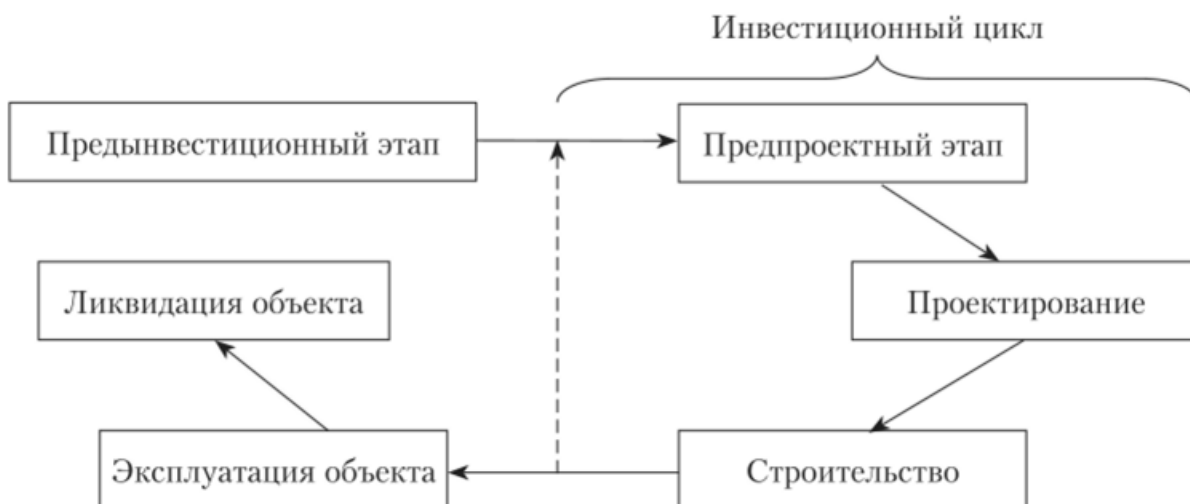 Инвестиционный цикл
Предынвестиционный этап
Предпроектный этап
Ликвидация объекта
Проектирование
Эксплуатация объекта
Строительство